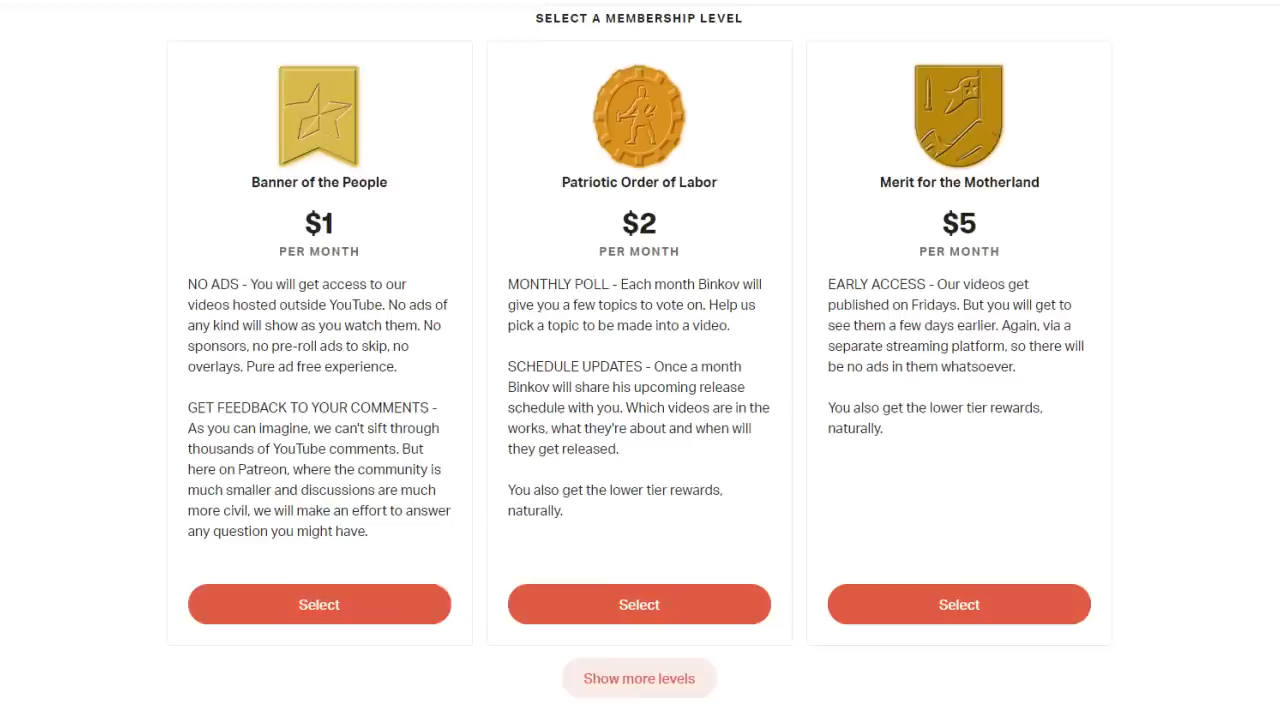 SELECT A MEMBERSHIP LEVEL
Banner of the People
$1
PER MONTH
NO ADS - You will get access to our
videos hosted outside YouTube. No ads of
any kind will show as you watch them. No
sponsors, no pre-roll ads to skip, no
overlays. Pure ad free experience.
GET FEEDBACK TO YOUR COMMENTS -
As you can imagine, we can't sift through
thousands of YouTube comments. But
here on Patreon, where the community is
much smaller and discussions are much
more civil, we will make an effort to answer
any question you might have.
Select
Patriotic Order of Labor
$2
PER MONTH
MONTHLY POLL - Each month Binkov will
give you a few topics to vote on. Help us
pick a topic to be made into a video.
SCHEDULE UPDATES - Once a month
Binkov will share his upcoming release
schedule with you. Which videos are in the
works, what they're about and when will
they get released.
You also get the lower tier rewards,
naturally.
Select
Merit for the Motherland
$5
PER MONTH
EARLY ACCESS - Our videos get
published on Fridays. But you will get to
see them a few days earlier. Again, via a
separate streaming platform, so there will
be no ads in them whatsoever.
You also get the lower tier rewards,
naturally.
Select
Show more levels